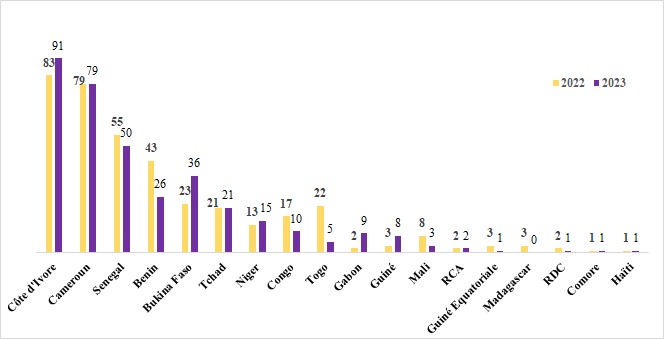 83 91
79 79
55 50
43 26
23 36
21 21
13 15
17 10
22 5
2 9
3 8
8 3
2 2
3 1
3 0
2 1
1 1
1 1
2022 2023
Côte d'Ivore
Cameroun
Senegal
Benin
Bukina Faso
Tchad
Niger
Congo
Togo
Gabon
Guiné
Mali
RCA
Guiné Equatoriale
Madagascar
RDC
Comore
Haïti